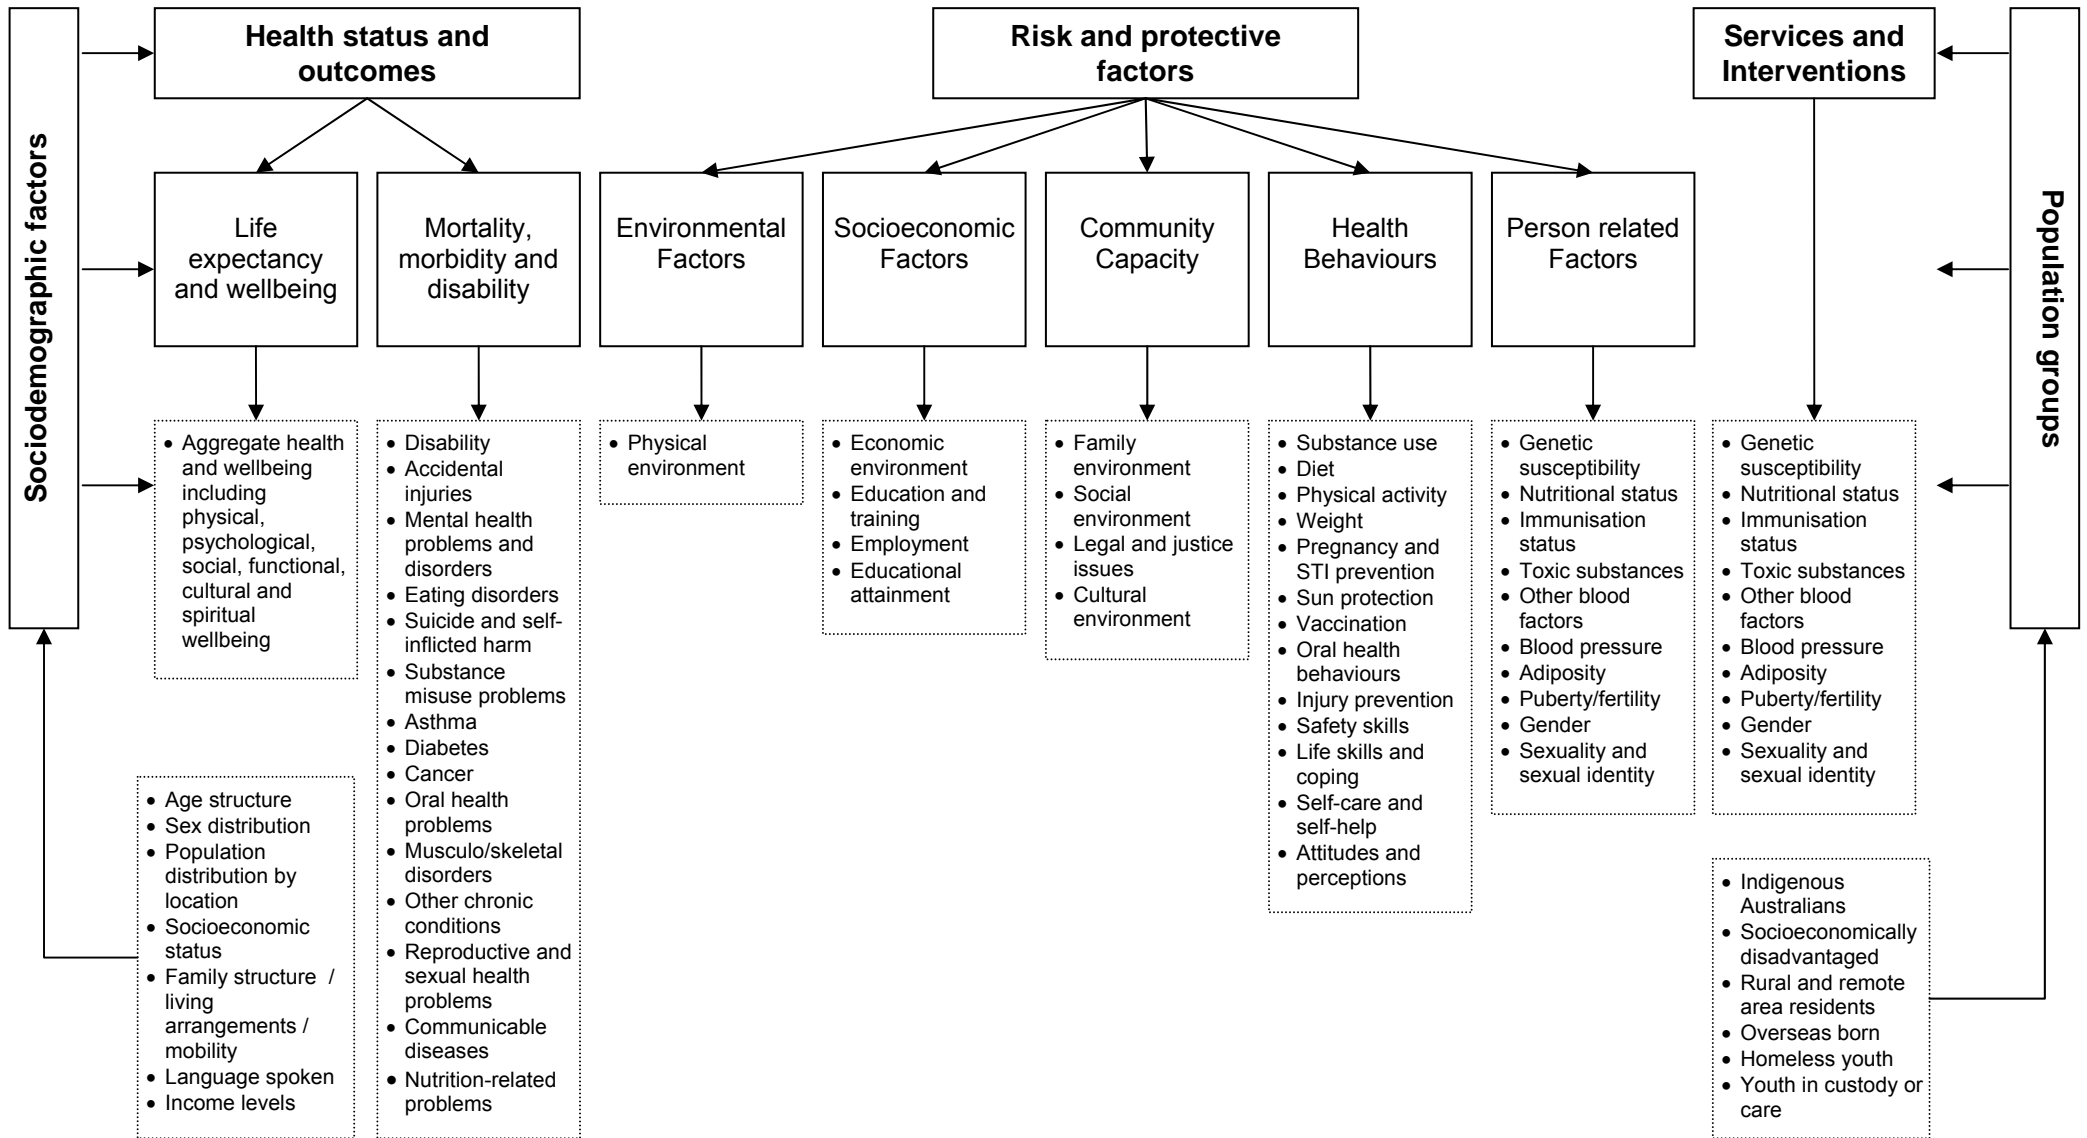 Sociodemographic factors
Health status and
outcomes
Risk and protective
factors
Services and
Interventions
Population groups
Life
expectancy
and wellbeing
Mortality,
morbidity and
disability
Environmental
Factors
Socioeconomic
Factors
Community
Capacity
Health
Behaviours
Person related
Factors
• Aggregate health
and wellbeing
including
physical,
psychological,
social, functional,
cultural and
spiritual
wellbeing
• Disability
• Accidental
injuries
• Mental health
problems and
disorders
• Eating disorders
• Suicide and self-
inflicted harm
• Substance
misuse problems
• Asthma
• Diabetes
• Cancer
• Oral health
problems
• Musculo/skeletal
disorders
• Other chronic
conditions
• Reproductive and
sexual health
problems
• Communicable
diseases
• Nutrition-related
problems
• Physical
environment
• Economic
environment
• Education and
training
• Employment
• Educational
attainment
• Family
environment
• Social
environment
• Legal and justice
issues
• Cultural
environment
• Substance use
• Diet
• Physical activity
• Weight
• Pregnancy and
STI prevention
• Sun protection
• Vaccination
• Oral health
behaviours
• Injury prevention
• Safety skills
• Life skills and
coping
• Self-care and
self-help
• Attitudes and
perceptions
• Genetic
susceptibility
• Nutritional status
• Immunisation
status
• Toxic substances
• Other blood
factors
• Blood pressure
• Adiposity
• Puberty/fertility
• Gender
• Sexuality and
sexual identity
• Genetic
susceptibility
• Nutritional status
• Immunisation
status
• Toxic substances
• Other blood
factors
• Blood pressure
• Adiposity
• Puberty/fertility
• Gender
• Sexuality and
sexual identity
• Age structure
• Sex distribution
• Population
distribution by
location
• Socioeconomic
status
• Family structure /
living
arrangements /
mobility
• Language spoken
• Income levels
• Indigenous
Australians
• Socioeconomically
disadvantaged
• Rural and remote
area residents
• Overseas born
• Homeless youth
• Youth in custody or
care